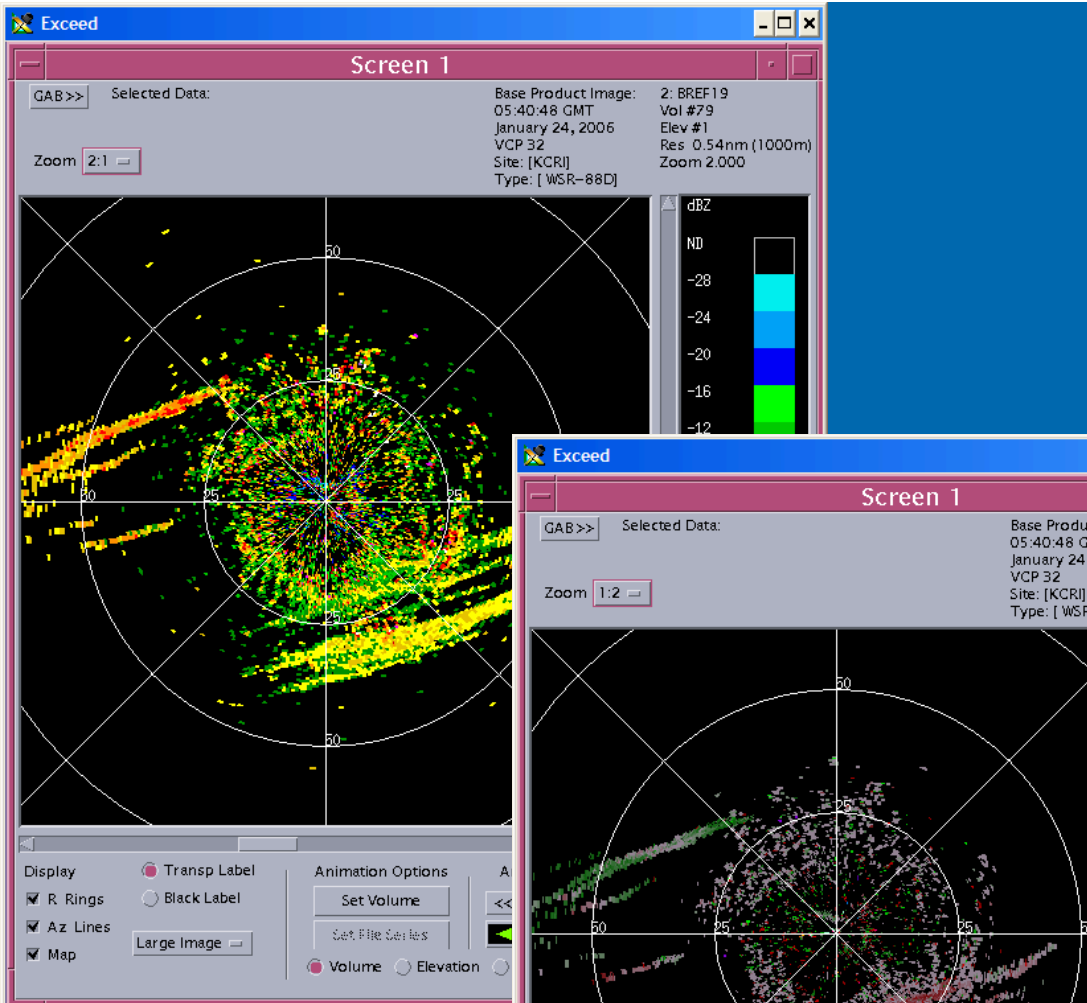 Exceed
Screen 1
GAB>> Selected Data:
Base Product Image: 2: BREF19
05:40:48 GMT Vol #79
January 24, 2006 Elev #1
VCP 32 Res 0.54nm (1000m)
Site: [KCRI] Zoom 2.000
Type: [ WSR-88D]
Zoom 2:1
dBZ
ND
-28
-24
-20
-16
-12
50
25
50 25 25
25
50
Display
R Rings
Az Lines
Map
Transp Label
Black Label
Large Image
Animation Options
Set Volume
Set File Series
Volume Elevation
A
<<
Exceed
Screen 1
GAB>> Selected Data:
Base Produ
05:40:48 G
January 24
VCP 32
Site: [KCRI]
Type: [ WSR
Zoom 1:2
50
25
50 25 25